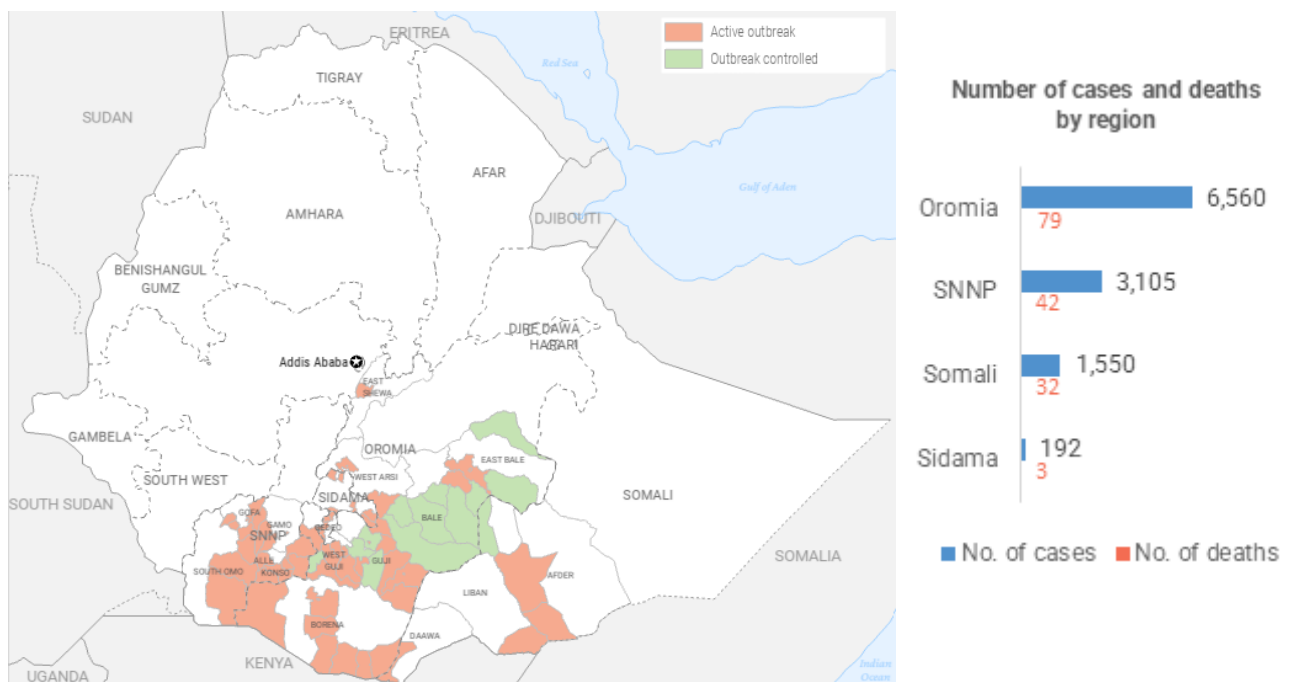 ERITREA
Active outbreak
Outbreak controlled
Red Sea
TIGRAY
SUDAN
AFAR
Gulf of Aden
AMHARA
DJIBOUTI
BENISHANGUL
GUMZ
DIRE DAWA
HARARI
Addis Ababa
EAST
SHEWA
GAMBELA
OROMIA
EAST BALE
WEST ARSI
SOUTH WEST
SIDAMA
SOMALI
SOUTH SUDAN
GOFA
GAMO
SNNP
GEDEO
BALE
ALLE
KONSO
SOUTH OMO
WEST
GUJI
GUJI
SOMALIA
AFDER
LIBAN
BORENA
DAAWA
KENYA
UGANDA
Indian
Ocean
Number of cases and deaths
by region
Oromia
6,560
79
SNNP
3,105
42
Somali
1,550
32
Sidama
192
3
No. of cases
No. of deaths